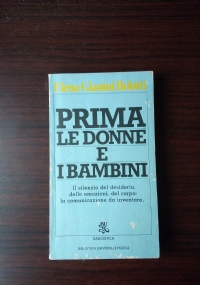 Elena Gianini Belotti
PRIMA
LE DONNE
E
I BAMBINI
Il silenzio del desiderio,
delle emozioni, del corpo:
la comunicazione da inventare.
SAGGISTICA
BIBLIOTECA UNIVERSALE RIZZOLI